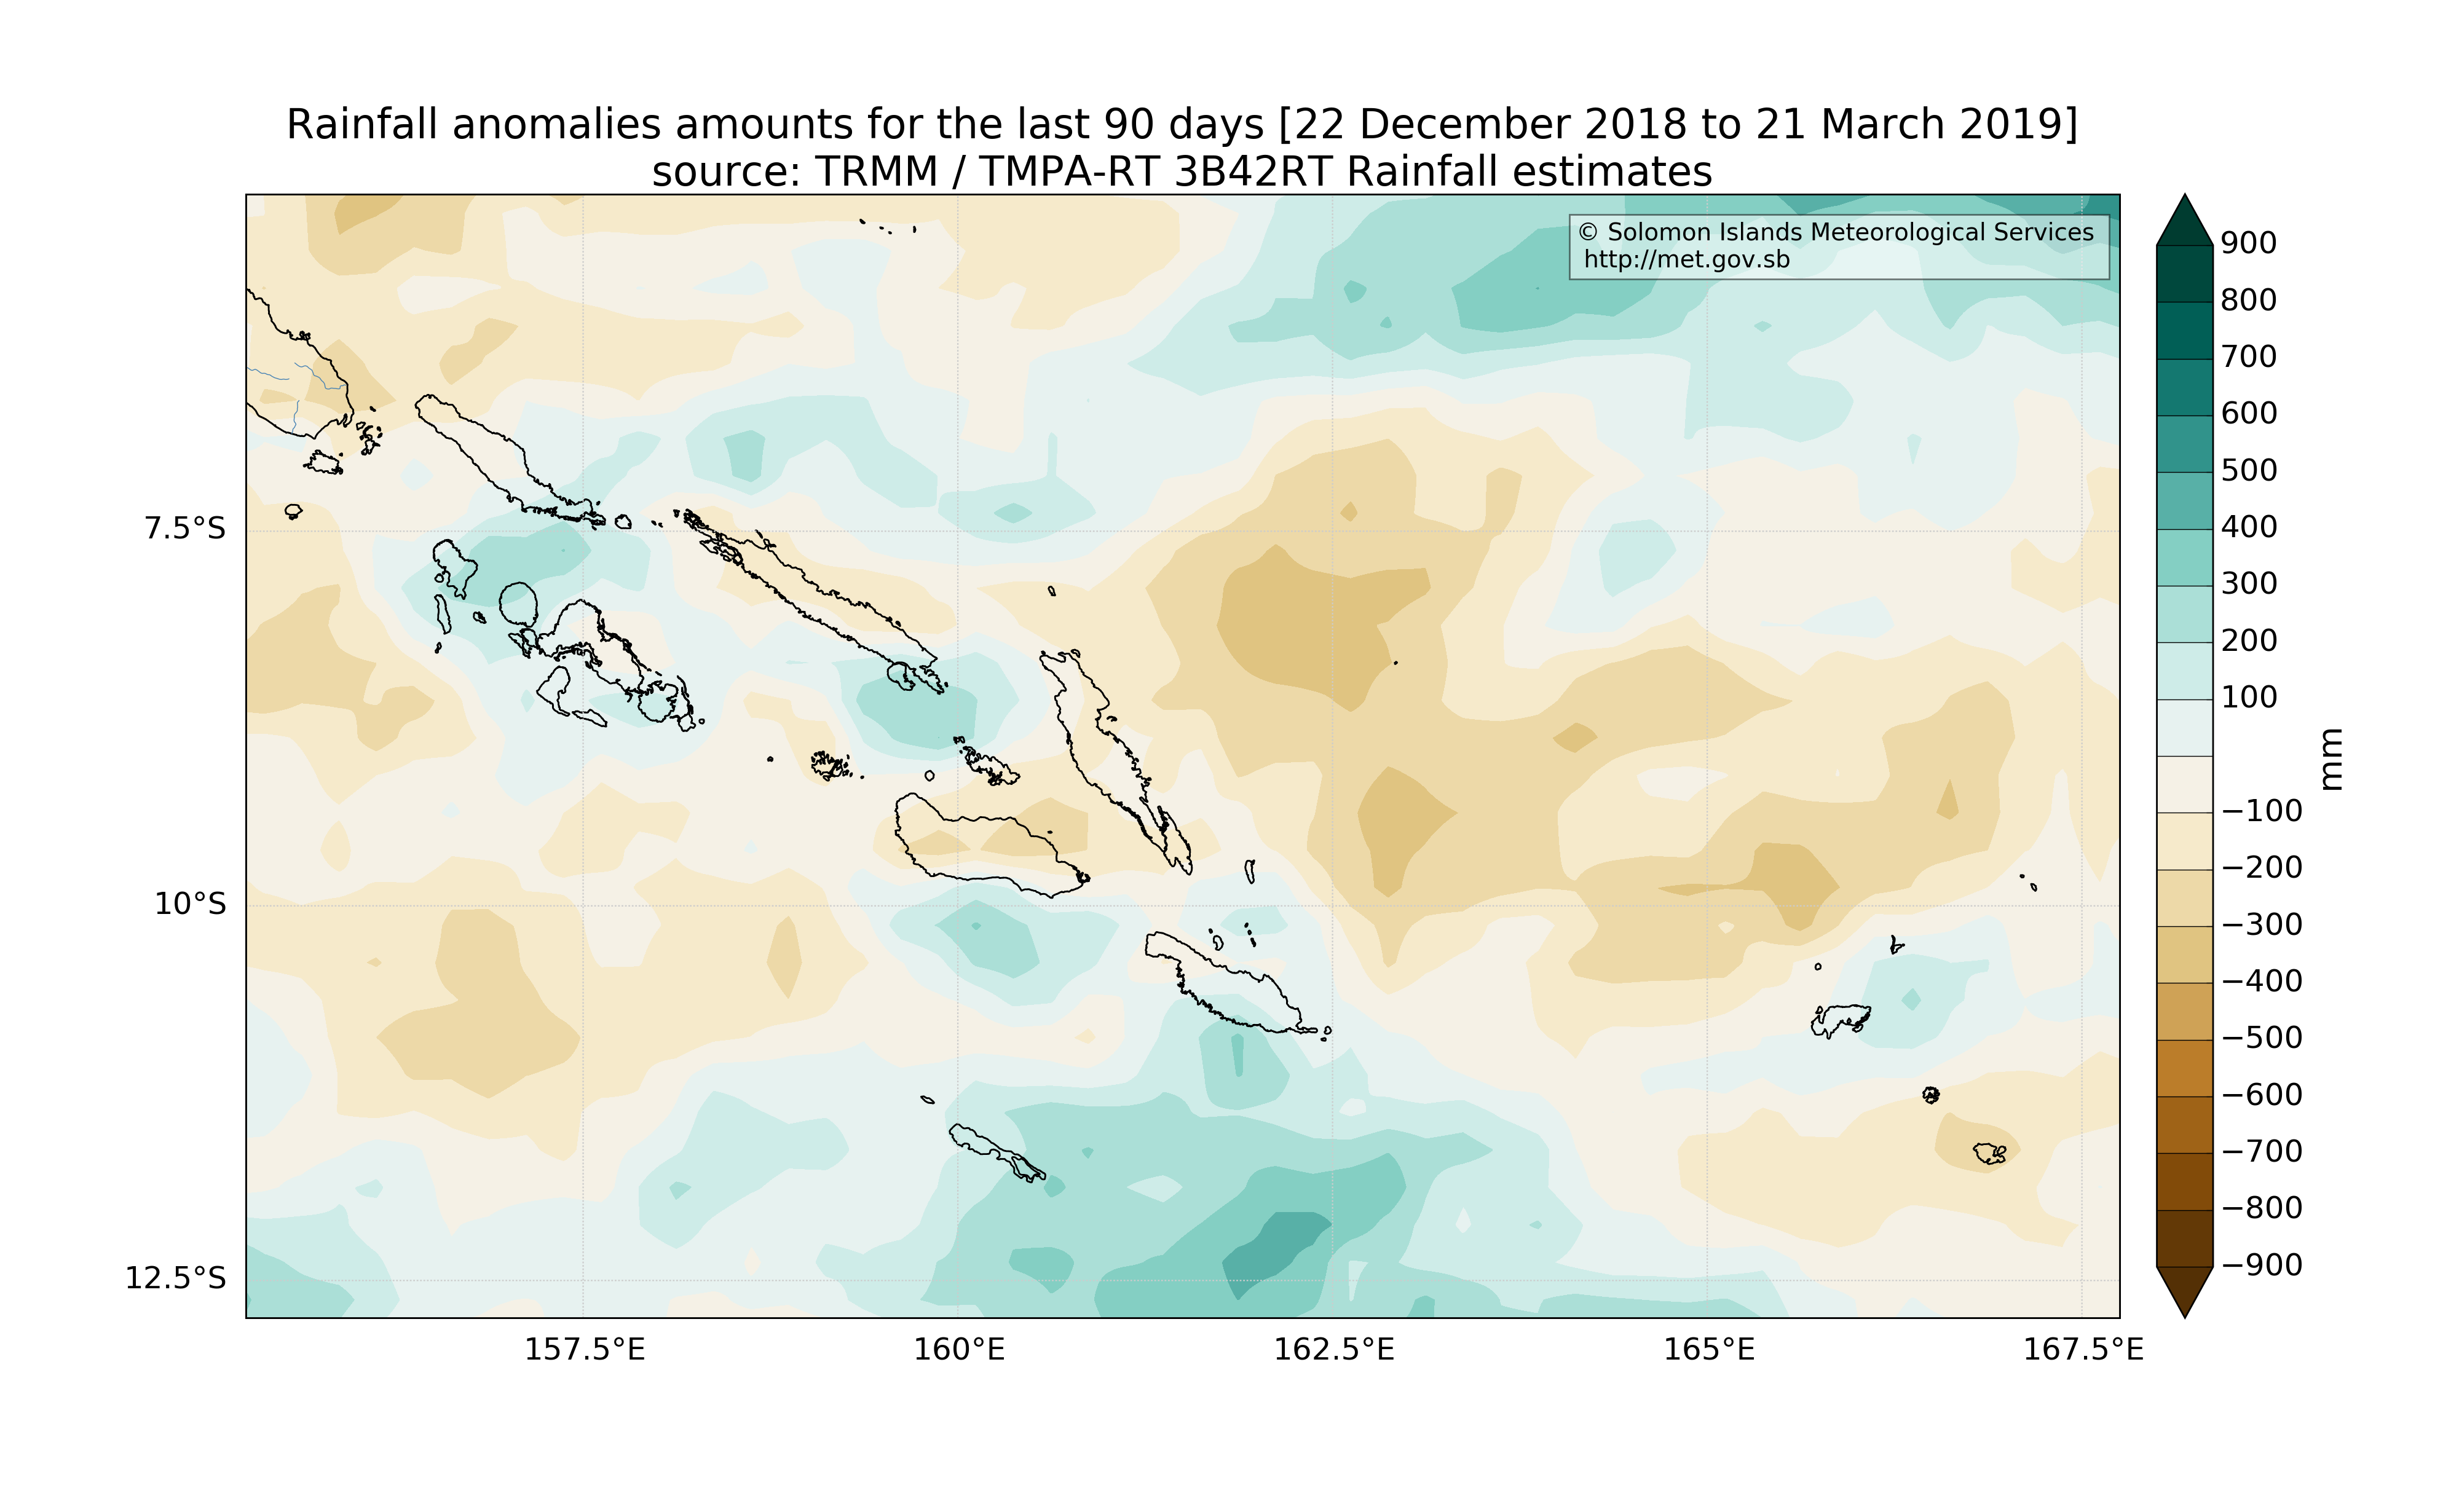 Rainfall anomalies amounts for the last 90 days [22 December 2018 to 21 March 2019]
source: TRMM / TMPA-RT 3B42RT Rainfall estimates
© Solomon Islands Meteorological Services
http://met.gov.sb
7.5°S
10°S
12.5°S
157.5°E
160°E
162.5°E
165°E
167.5°E
900
800
700
600
500
400
300
200
100
−100
−200
−300
−400
−500
−600
−700
−800
−900
mm